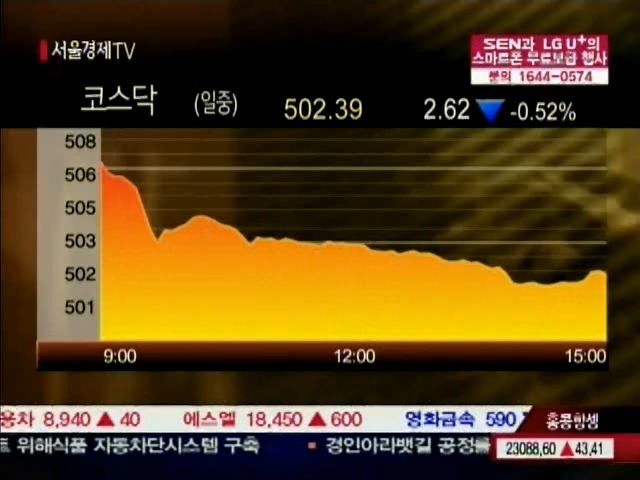 서울경제TV
SEN과 LG U+의
스마트폰 무료보급 행사
문의 1644-0574
코스닥 (일중) 502.39 2.62 ▼ -0.52%
508
506
505
503
502
501
9:00 12:00 15:00
용차 8,940 ▲ 40 에스엘 18,450 ▲ 600 영화금속 590 홍콩항셍
트 위해식품 자동차단시스템 구축 ▪ 경인아라뱃길 공정률 23088,60 ▲ 43,41